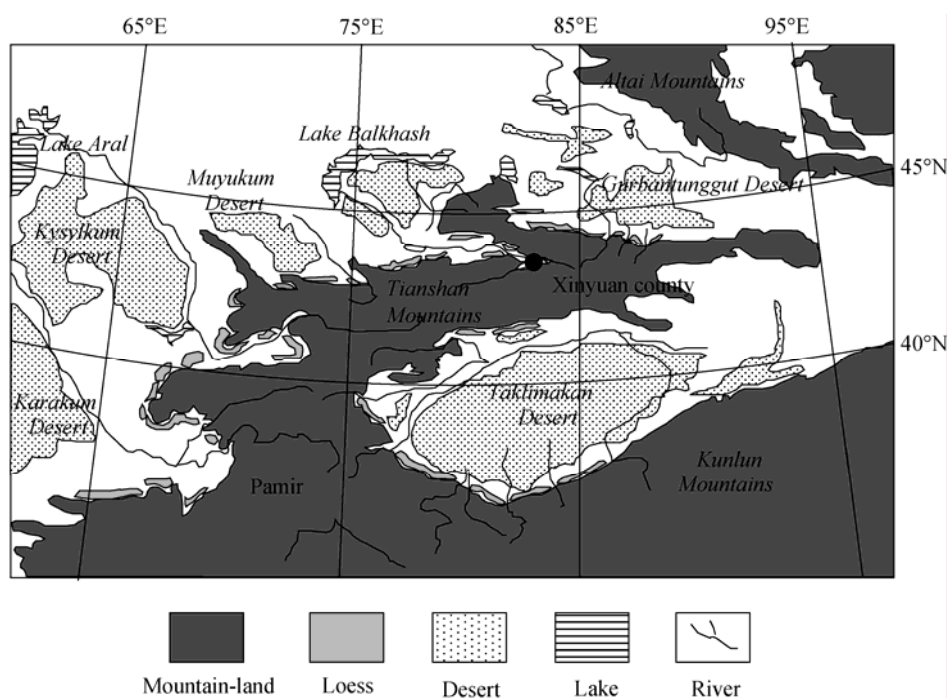 65°E 75°E 85°E 95°E
Altai Mountains
Lake Balkhash
Lake Aral
45°N
Muyukum
Desert
Gurbantunggut Desert
Kysylkum
Desert
Tianshan
Mountains
Xinyuan county
40°N
Karakum
Desert
Taklimakan
Desert
Kunlun
Mountains
Pamir
Mountain-land Loess Desert Lake River